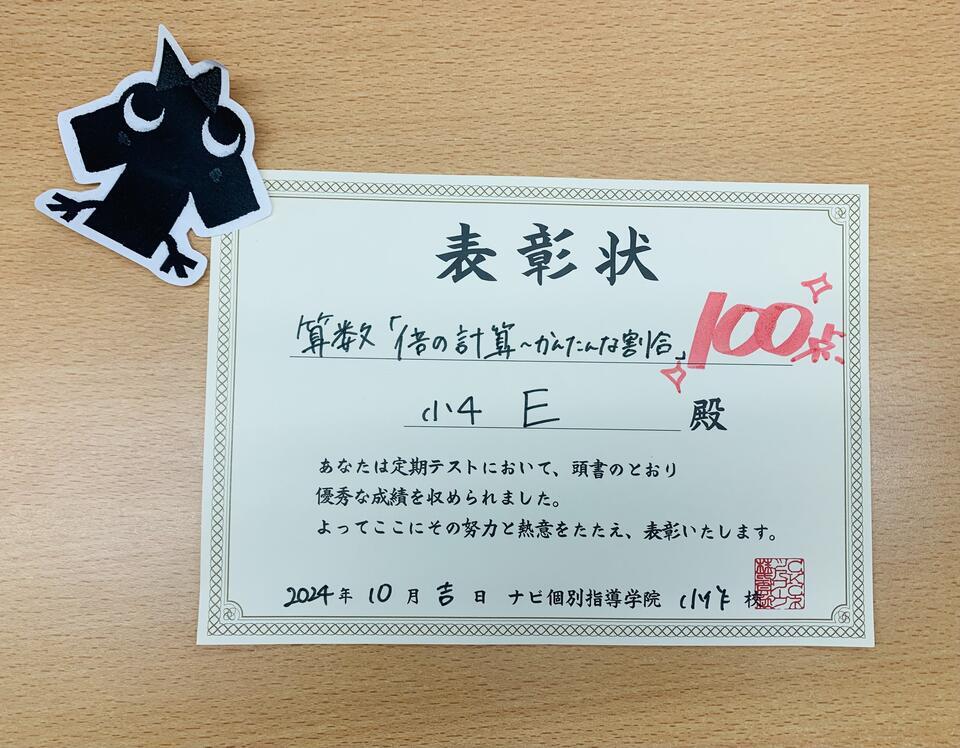 表彰状
算数「倍の計算~かんたんな割合」100点
小4 E 殿
あなたは定期テストにおいて、頭書のとおり
優秀な成績を収められました。
よってここにその努力と熱意をたたえ、表彰いたします。
2024年10月吉日 ナビ個別指導学院